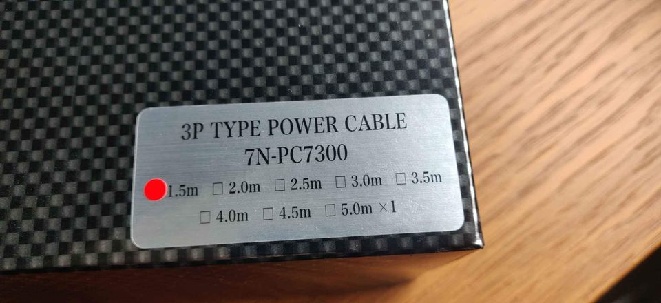 3P TYPE POWER CABLE
7N-PC7300
1.5m □ 2.0m □ 2.5m □ 3.0m □ 3.5m
□ 4.0m □ 4.5m □ 5.0m ×1